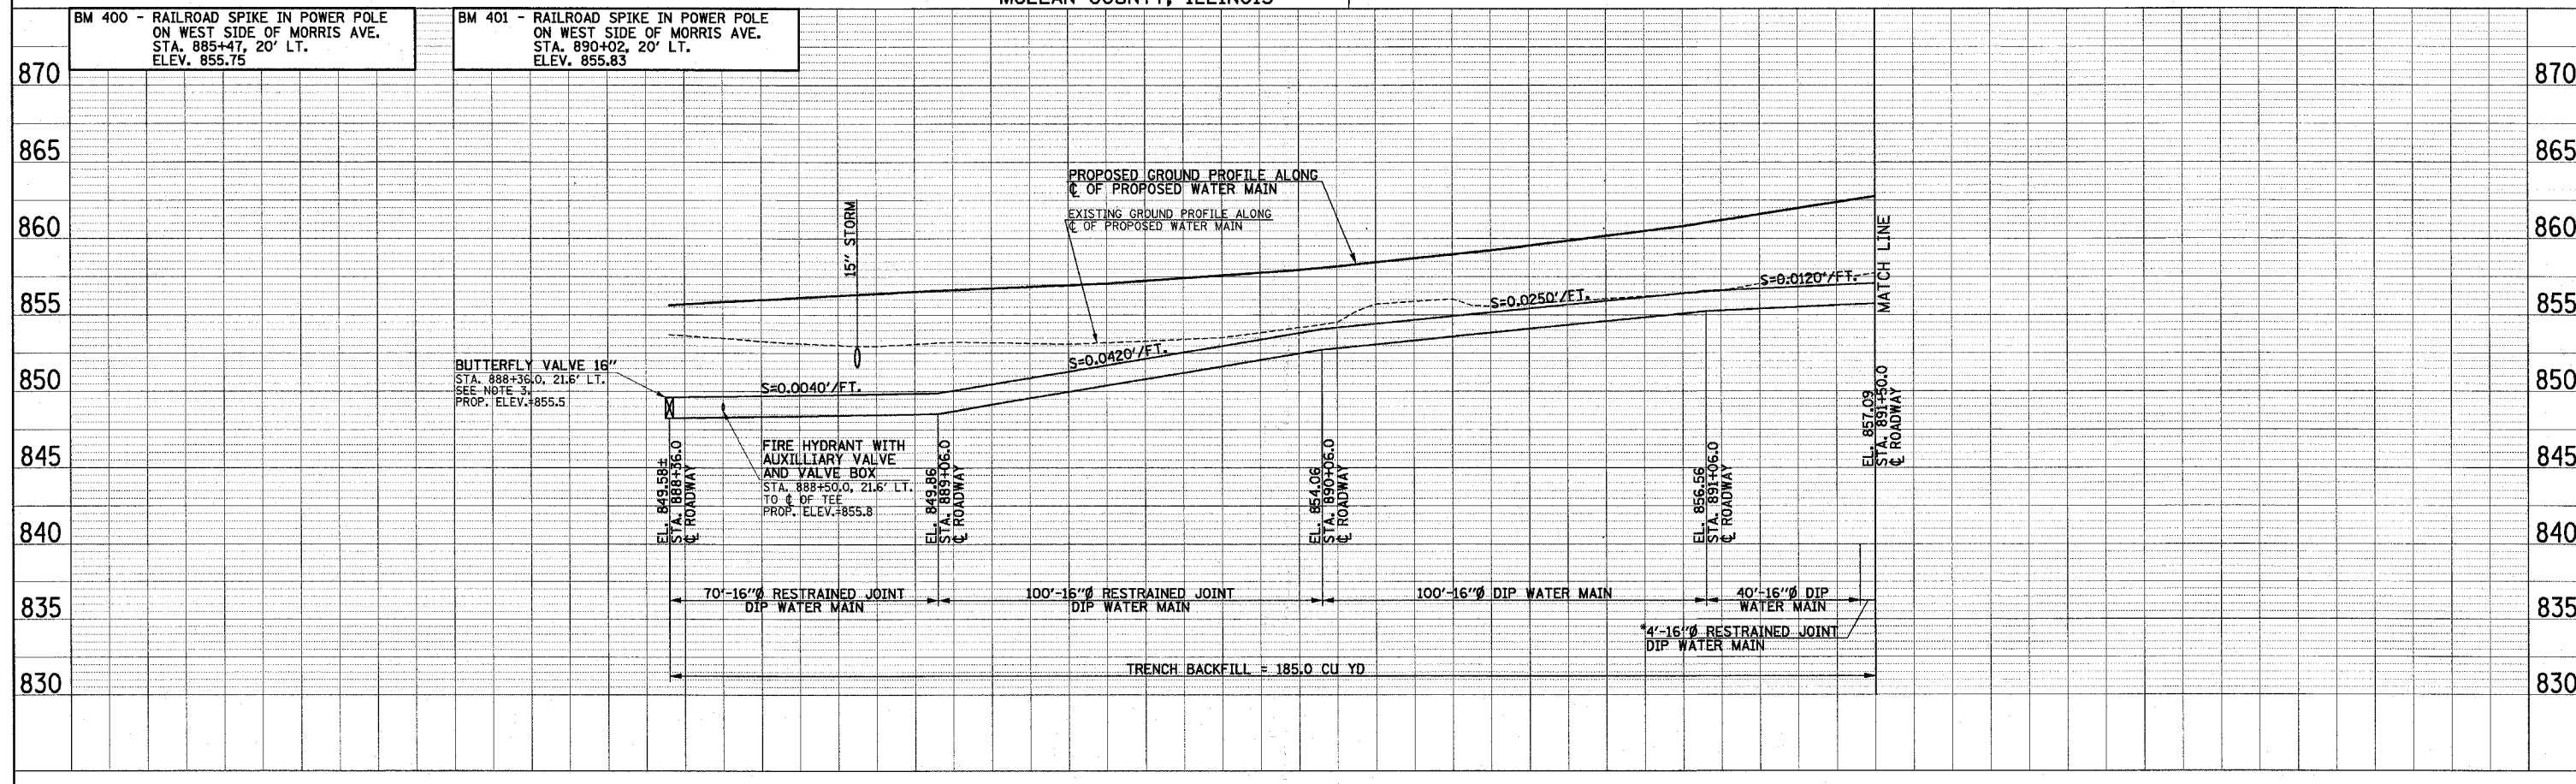 MCLEAN COUNTY, ILLINOIS
BM 400 - RAILROAD SPIKE IN POWER POLE
ON WEST SIDE OF MORRIS AVE.
STA. 885+47, 20' LT.
ELEV. 855.75
BM 401 - RAILROAD SPIKE IN POWER POLE
ON WEST SIDE OF MORRIS AVE.
STA. 890+02, 20' LT.
ELEV. 855.83
870
870
865
865
PROPOSED GROUND PROFILE ALONG
℄ OF PROPOSED WATER MAIN
EXISTING GROUND PROFILE ALONG
℄ OF PROPOSED WATER MAIN
15" STORM
860
860
MATCH LINE
855
855
S=0.0120'/FT.
S=0.0250'/FT.
S=0.0420'/FT.
S=0.0040'/FT.
BUTTERFLY VALVE 16"
STA. 888+36.0, 21.6' LT.
SEE NOTE 3.
PROP. ELEV.=855.5
850
850
FIRE HYDRANT WITH
AUXILLIARY VALVE
AND VALVE BOX
STA. 888+50.0, 21.6' LT.
TO ℄ OF TEE
PROP. ELEV.=855.8
845
845
EL. 849.58±
STA. 888+36.0
℄ ROADWAY
EL. 849.86
STA. 889+06.0
℄ ROADWAY
EL. 854.06
STA. 890+06.0
℄ ROADWAY
EL. 856.56
STA. 891+06.0
℄ ROADWAY
EL. 857.09
STA. 891+50.0
℄ ROADWAY
840
840
70'-16"Ø RESTRAINED JOINT
DIP WATER MAIN
100'-16"Ø RESTRAINED JOINT
DIP WATER MAIN
100'-16"Ø DIP WATER MAIN
40'-16"Ø DIP
WATER MAIN
835
835
*4'-16"Ø RESTRAINED JOINT
DIP WATER MAIN
TRENCH BACKFILL = 185.0 CU YD
830
830